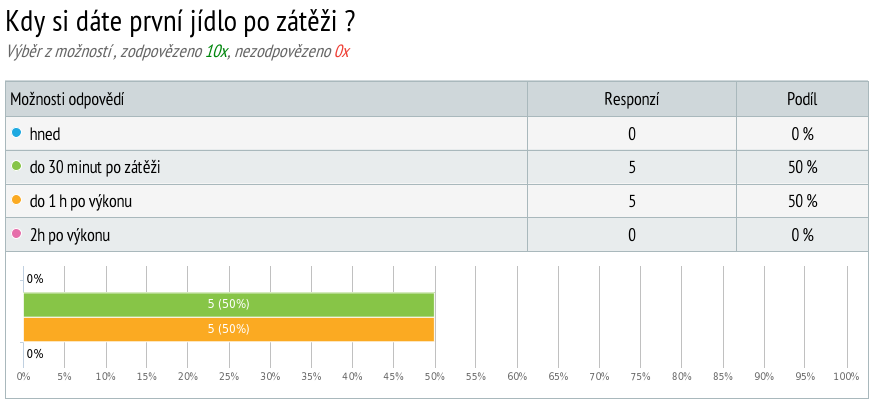 Kdy si dáte první jídlo po zátěži ?
Výběr z možností , zodpovězeno 10x, nezodpovězeno 0x
Možnosti odpovědí Responzí Podíl
hned 0 0 %
do 30 minut po zátěži 5 50 %
do 1 h po výkonu 5 50 %
2h po výkonu 0 0 %
0%
5 (50%)
5 (50%)
0%
0% 5% 10% 15% 20% 25% 30% 35% 40% 45% 50% 55% 60% 65% 70% 75% 80% 85% 90% 95% 100%